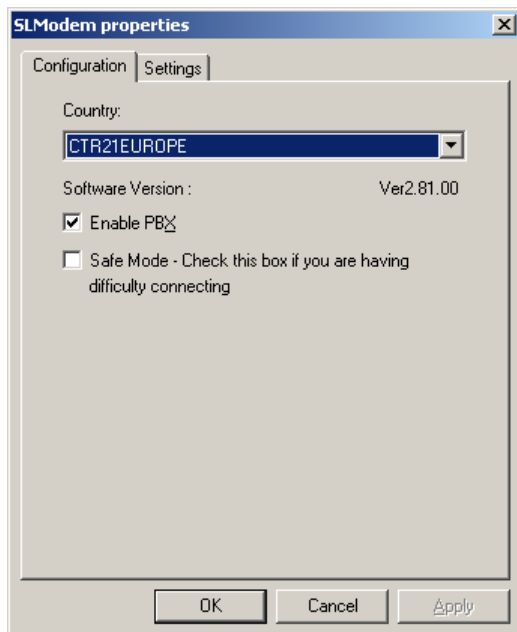 SLModem properties
Configuration
Settings
Country:
CTR21EUROPE
Software Version :
Ver2.81.00
Enable PBX
Safe Mode - Check this box if you are having
difficulty connecting
OK
Cancel
Apply